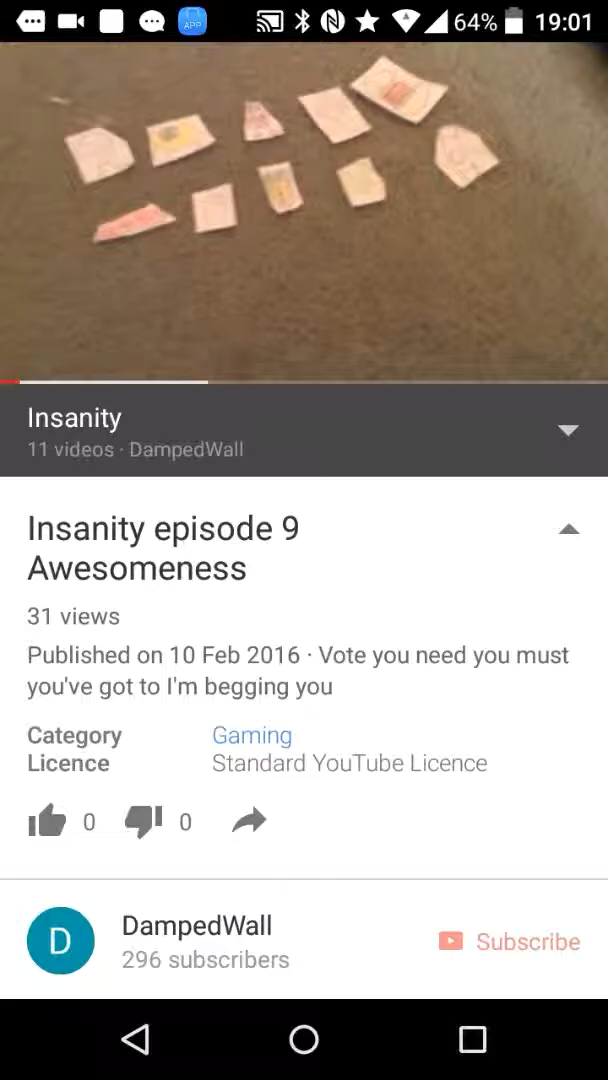 APP 64% 19:01
Insanity
11 videos · DampedWall
Insanity episode 9
Awesomeness
31 views
Published on 10 Feb 2016 · Vote you need you must
you've got to I'm begging you
Category Gaming
Licence Standard YouTube Licence
0 0
D DampedWall Subscribe
296 subscribers